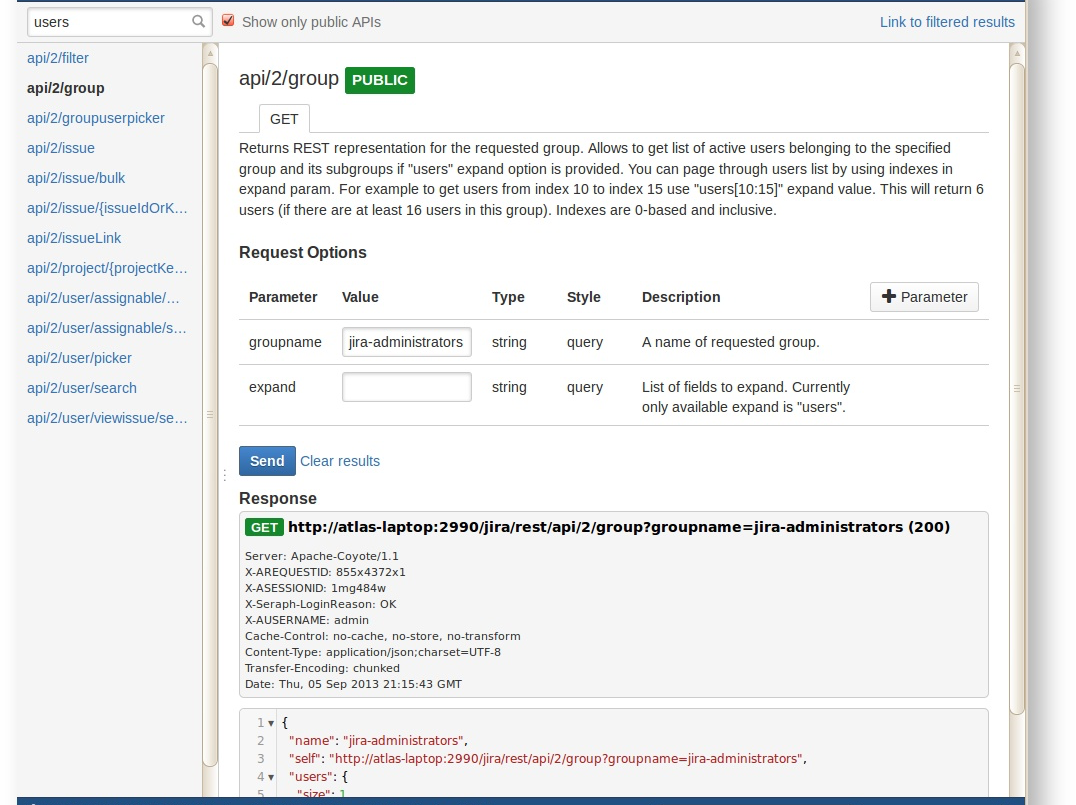 users
Show only public APIs
Link to filtered results
api/2/filter
api/2/group
api/2/groupuserpicker
api/2/issue
api/2/issue/bulk
api/2/issue/{issueIdOrK...
api/2/issueLink
api/2/project/{projectKe...
api/2/user/assignable/...
api/2/user/assignable/s...
api/2/user/picker
api/2/user/search
api/2/user/viewissue/se...
api/2/group PUBLIC
GET
Returns REST representation for the requested group. Allows to get list of active users belonging to the specified
group and its subgroups if "users" expand option is provided. You can page through users list by using indexes in
expand param. For example to get users from index 10 to index 15 use "users[10:15]" expand value. This will return 6
users (if there are at least 16 users in this group). Indexes are 0-based and inclusive.
Request Options
Parameter Value Type Style Description + Parameter
groupname jira-administrators string query A name of requested group.
expand string query List of fields to expand. Currently
only available expand is "users".
Send Clear results
Response
GET http://atlas-laptop:2990/jira/rest/api/2/group?groupname=jira-administrators (200)
Server: Apache-Coyote/1.1
X-AREQUESTID: 855x4372x1
X-ASESSIONID: 1mg484w
X-Seraph-LoginReason: OK
X-AUSERNAME: admin
Cache-Control: no-cache, no-store, no-transform
Content-Type: application/json;charset=UTF-8
Transfer-Encoding: chunked
Date: Thu, 05 Sep 2013 21:15:43 GMT
1 {
2 "name": "jira-administrators",
3 "self": "http://atlas-laptop:2990/jira/rest/api/2/group?groupname=jira-administrators",
4 "users": {
5 "size": 1